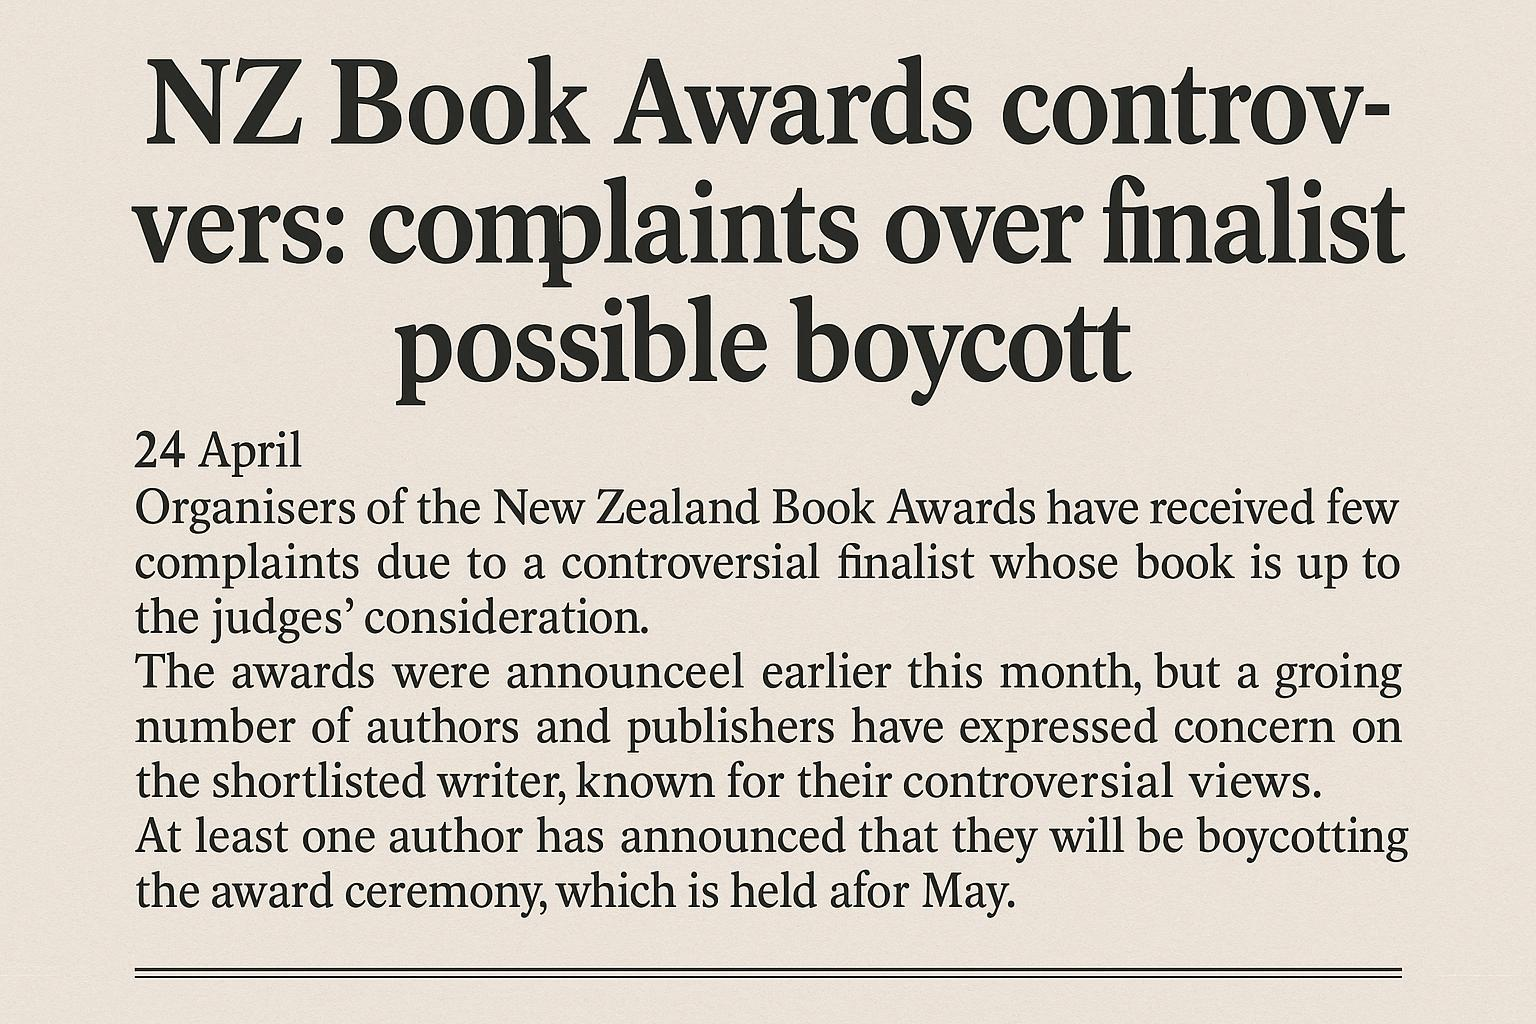 NZ Book Awards controv-
vers: complaints over finalist
possible boycott
24 April
Organisers of the New Zealand Book Awards have received few
complaints due to a controversial finalist whose book is up to
the judges’ consideration.
The awards were announceel earlier this month, but a groing
number of authors and publishers have expressed concern on
the shortlisted writer, known for their controversial views.
At least one author has announced that they will be boycotting
the award ceremony, which is held afor May.